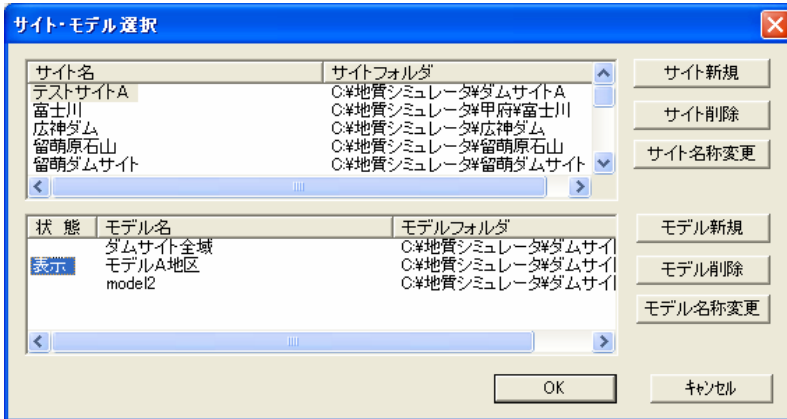 サイト・モデル選択
サイト名 サイトフォルダ サイト新規
テストサイトA C:¥地質シミュレータ¥ダムサイトA
富士川 C:¥地質シミュレータ¥甲府¥富士川 サイト削除
広神ダム C:¥地質シミュレータ¥広神ダム
留萌原石山 C:¥地質シミュレータ¥留萌原石山 サイト名称変更
留萌ダムサイト C:¥地質シミュレータ¥留萌ダムサイト
状 態 モデル名 モデルフォルダ モデル新規
ダムサイト全域 C:¥地質シミュレータ¥ダムサイ
表示 モデルA地区 C:¥地質シミュレータ¥ダムサイ モデル削除
model2 C:¥地質シミュレータ¥ダムサイ
モデル名称変更
OK キャンセル